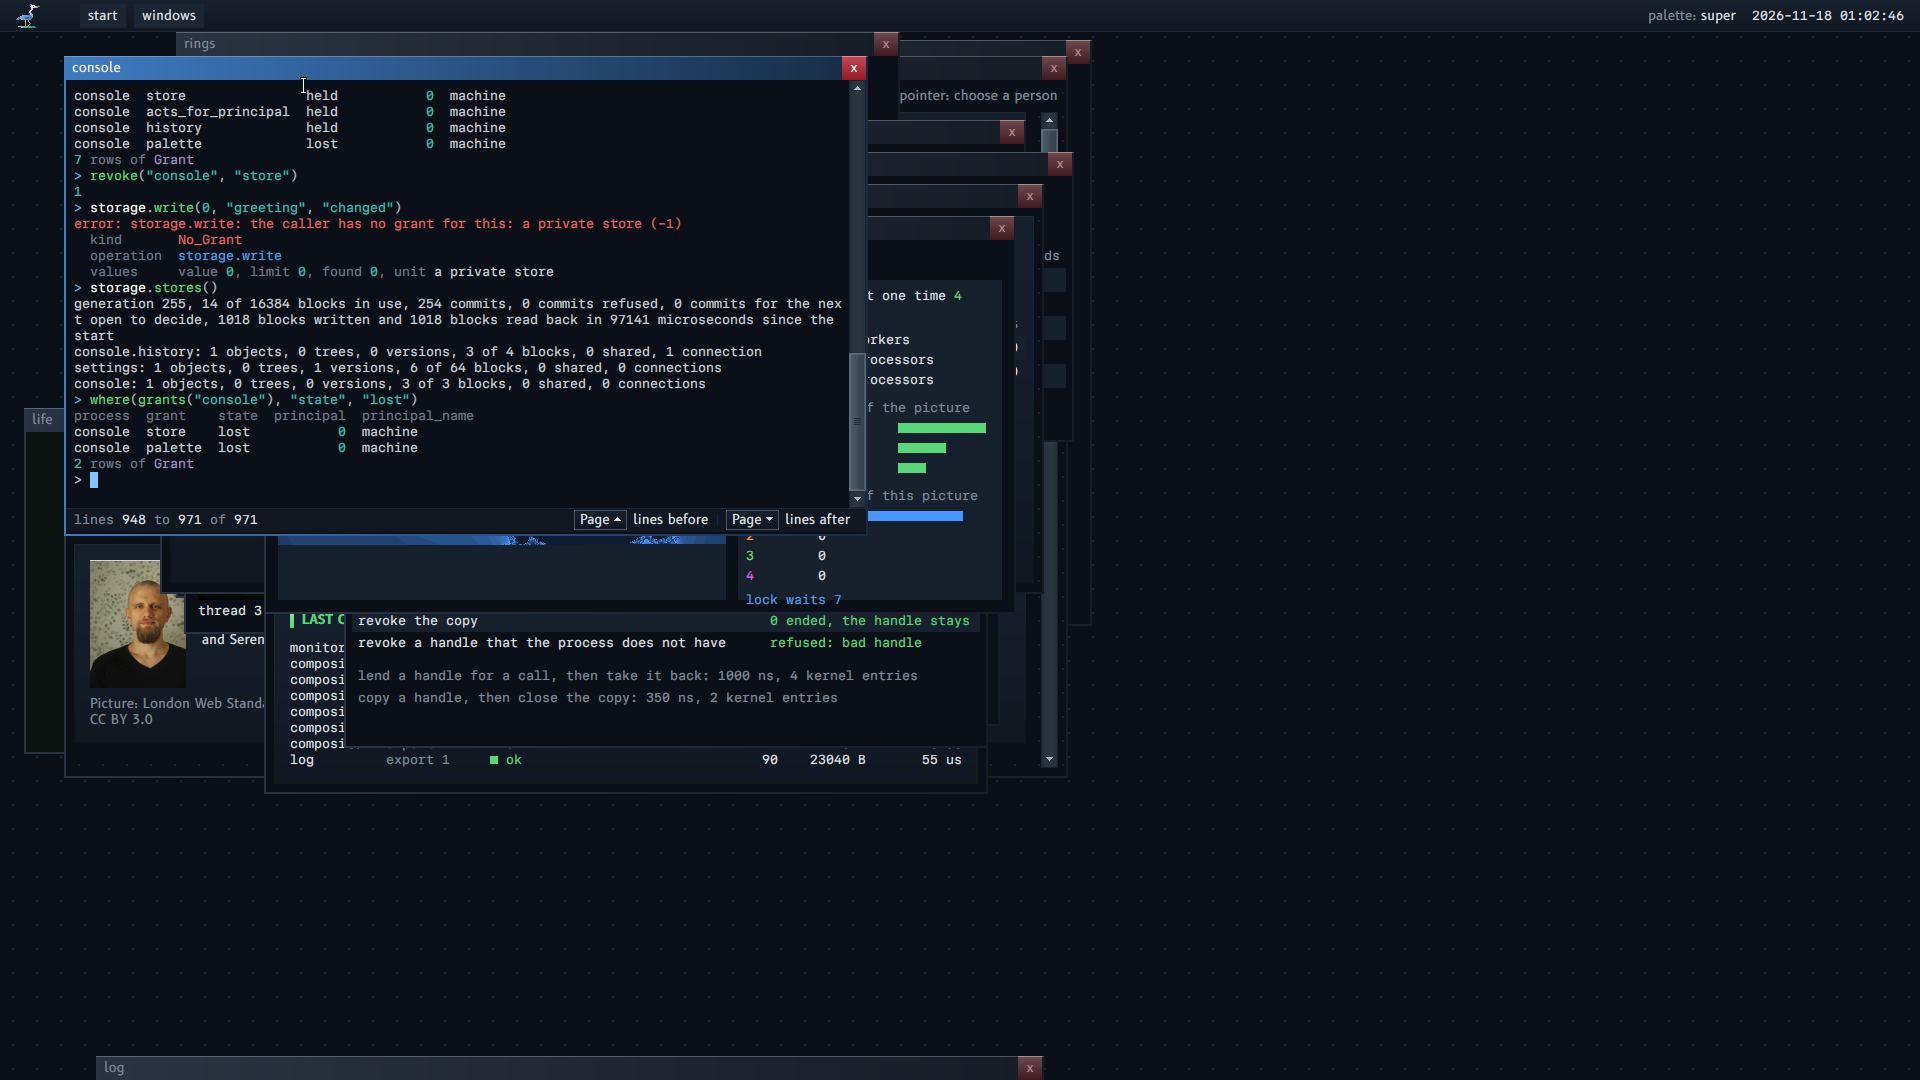 start
windows
palette: super
2026-11-18 01:02:46
rings
x
x
console
x
x
pointer: choose a person
console  store               held           0  machine
console  acts_for_principal  held           0  machine
console  history             held           0  machine
console  palette             lost           0  machine
7 rows of Grant
> revoke("console", "store")
1
> storage.write(0, "greeting", "changed")
error: storage.write: the caller has no grant for this: a private store (-1)
kind       No_Grant
operation  storage.write
values     value 0, limit 0, found 0, unit a private store
> storage.stores()
generation 255, 14 of 16384 blocks in use, 254 commits, 0 commits refused, 0 commits for the nex
t open to decide, 1018 blocks written and 1018 blocks read back in 97141 microseconds since the
start
console.history: 1 objects, 0 trees, 0 versions, 3 of 4 blocks, 0 shared, 1 connection
settings: 1 objects, 0 trees, 1 versions, 6 of 64 blocks, 0 shared, 0 connections
console: 1 objects, 0 trees, 0 versions, 3 of 3 blocks, 0 shared, 0 connections
> where(grants("console"), "state", "lost")
process  grant    state  principal  principal_name
console  store    lost           0  machine
console  palette  lost           0  machine
2 rows of Grant
>
lines 948 to 971 of 971
Page lines before
Page lines after
x
x
x
x
ds
t one time 4
rkers
rocessors
rocessors
f the picture
f this picture
2 0
3 0
4 0
lock waits 7
life
thread 3
and Seren
Picture: London Web Standa
CC BY 3.0
LAST C
monitor
composi
composi
composi
composi
composi
composi
log export 1 ok 90 23040 B 55 us
revoke the copy 0 ended, the handle stays
revoke a handle that the process does not have refused: bad handle
lend a handle for a call, then take it back: 1000 ns, 4 kernel entries
copy a handle, then close the copy: 350 ns, 2 kernel entries
log
x